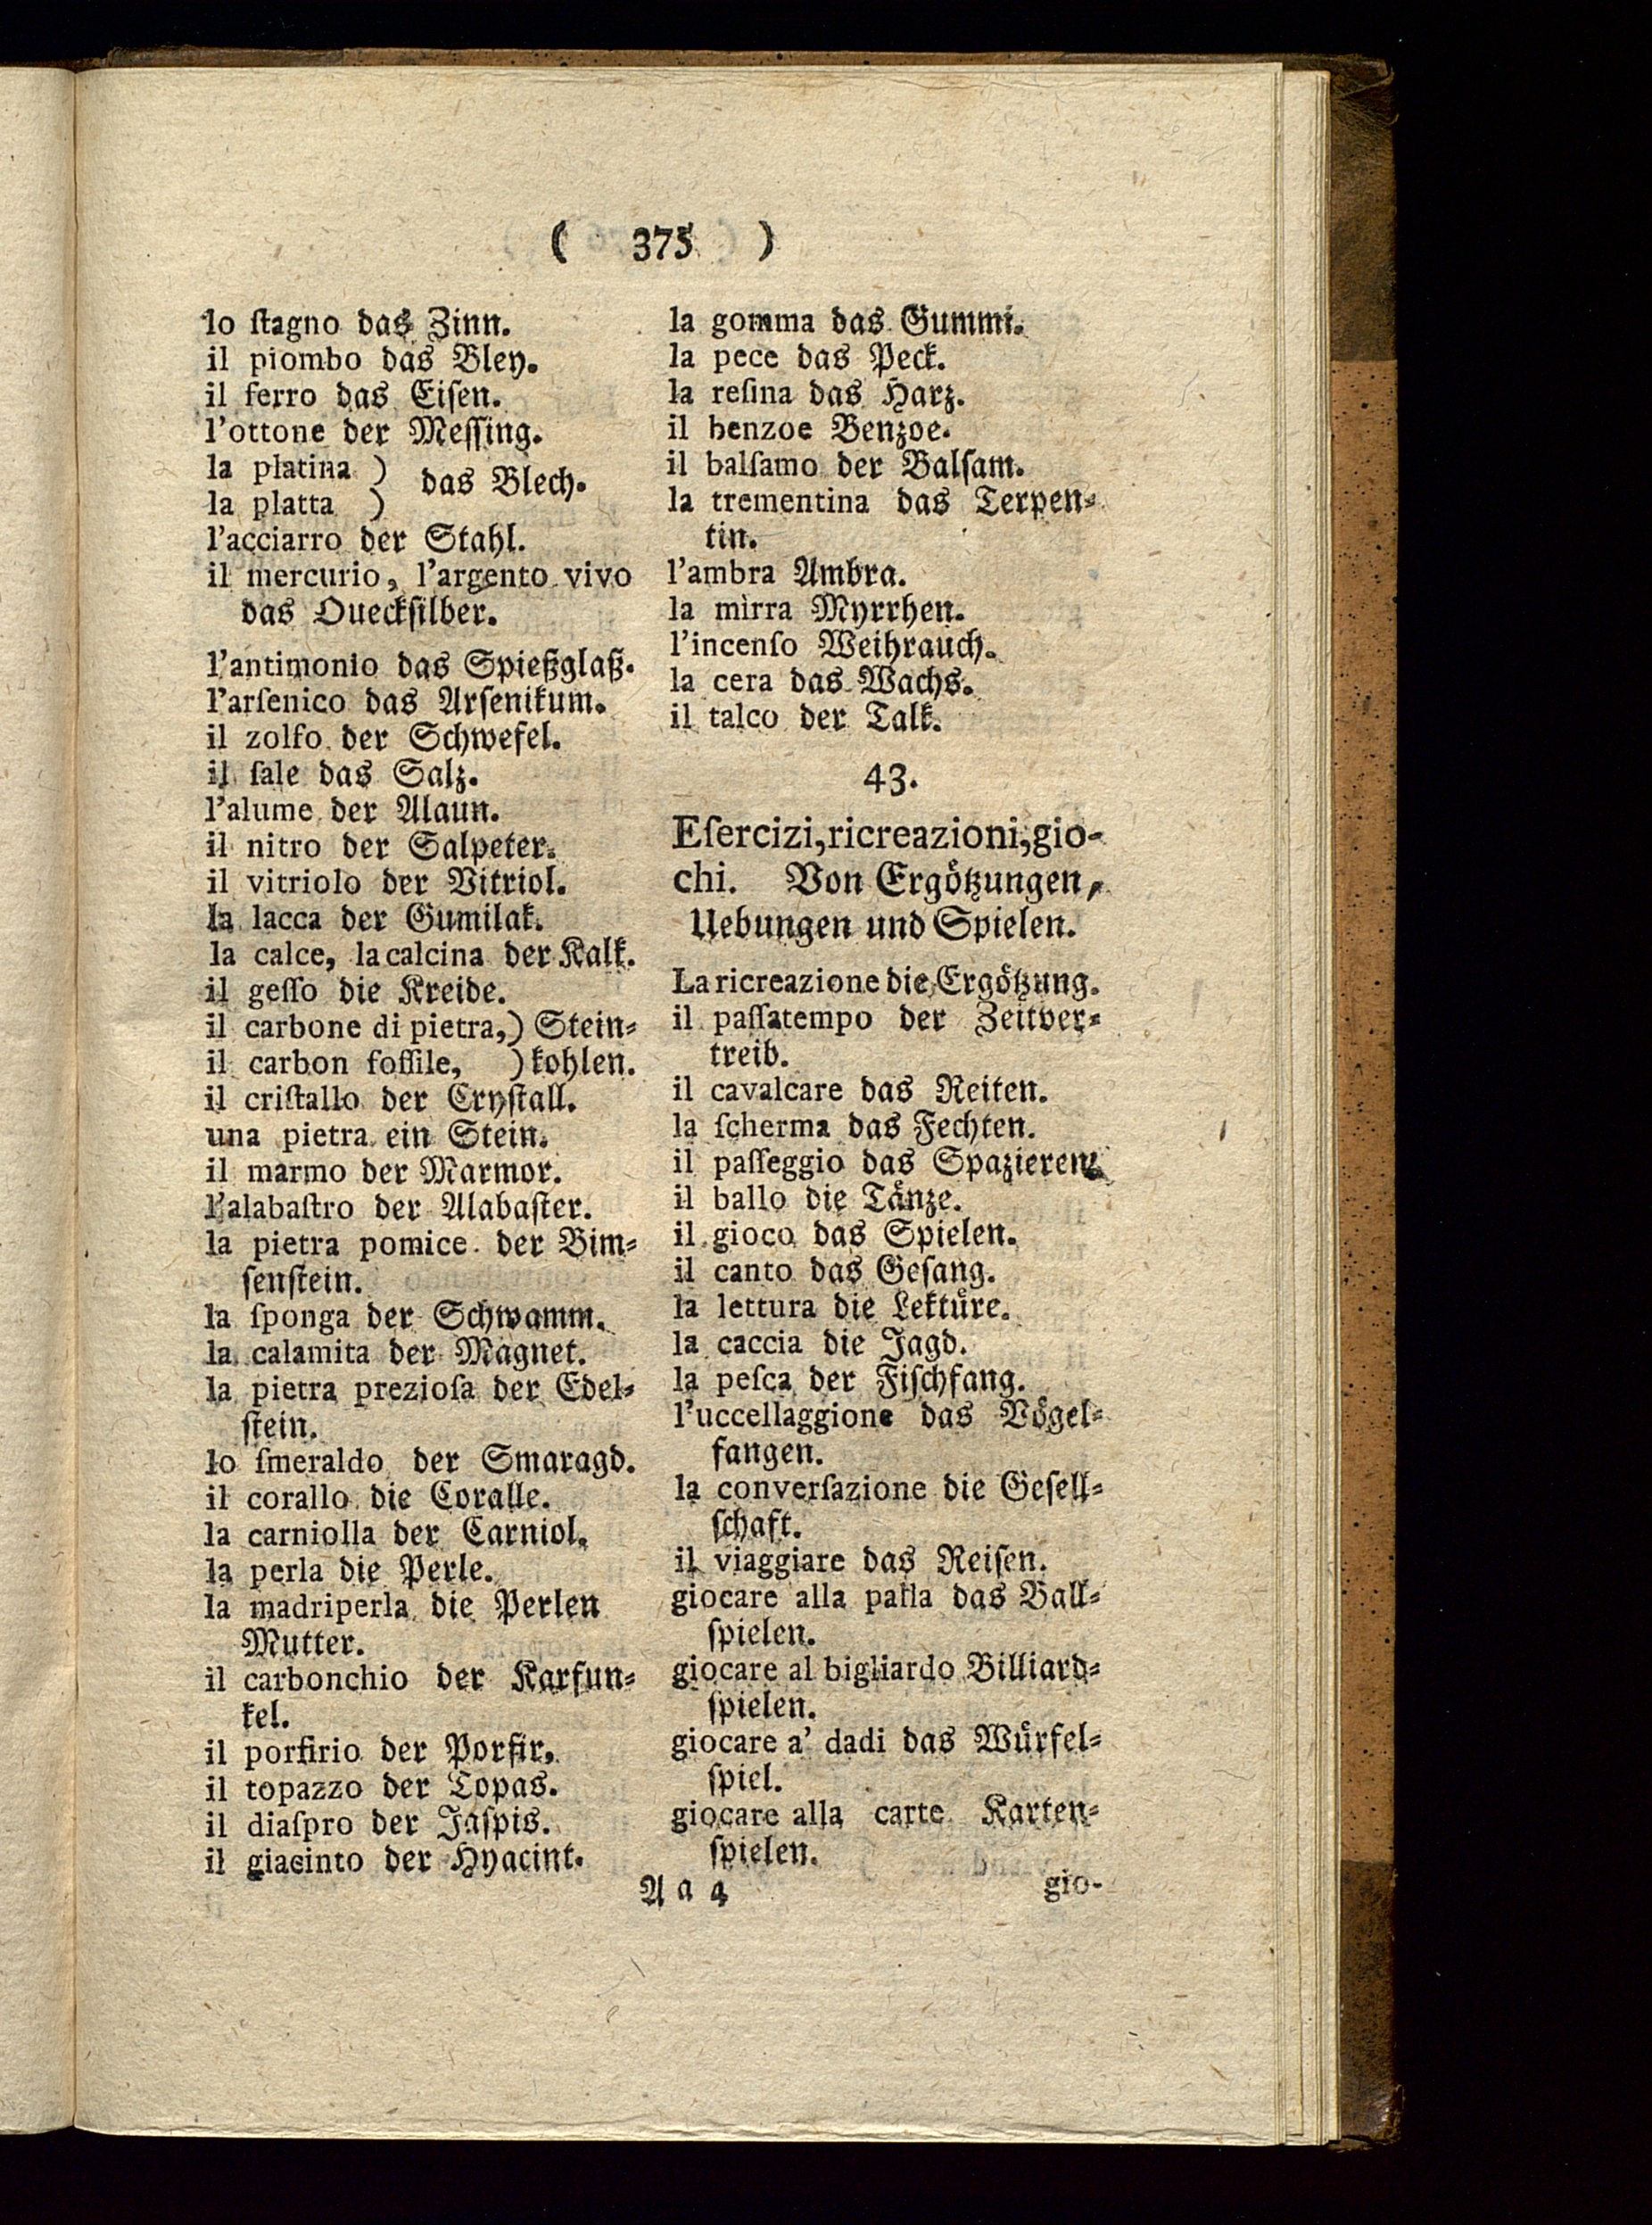 ( 375 )
lo ſtagno das Zinn.
il piombo das Bley.
il ferro das Eiſen.
l'ottone der Meſſing.
la platina )
das Blech.
la platta )
l'acciarro der Stahl.
il mercurio, l'argento vivo
das Queckſilber.
l'antimonio das Spießglaß.
l'arſenico das Arſenikum.
il zolfo der Schwefel.
il ſale das Salz.
l'alume der Alaun.
il nitro der Salpeter.
il vitriolo der Vitriol.
la lacca der Gumilak.
la calce, la calcina der Kalk.
il geſſo die Kreide.
il carbone di pietra,) Stein⸗
il carbon foſſile, ) kohlen.
il criſtallo der Cryſtall.
una pietra ein Stein.
il marmo der Marmor.
l'alabaſtro der Alabaſter.
la pietra pomice der Bim⸗
ſenſtein.
la ſponga der Schwamm.
la calamita der Magnet.
la pietra prezioſa der Edel⸗
ſtein.
lo ſmeraldo der Smaragd.
il corallo die Coralle.
la carniolla der Carniol.
la perla die Perle.
la madriperla die Perlen
Mutter.
il carbonchio der Karfun⸗
kel.
il porfirio der Porfir.
il topazzo der Topas.
il diaſpro der Jaſpis.
il giacinto der Hyacint.
la gomma das Gummi.
la pece das Peck.
la reſina das Harz.
il benzoe Benzoe.
il balſamo der Balſam.
la trementina das Terpen⸗
tin.
l'ambra Ambra.
la mirra Myrrhen.
l'incenſo Weihrauch.
la cera das Wachs.
il talco der Talk.
43.
Eſercizi, ricreazioni, gio-
chi. Von Ergötzungen,
Uebungen und Spielen.
La ricreazione die Ergötzung.
il paſſatempo der Zeitver⸗
treib.
il cavalcare das Reiten.
la ſcherma das Fechten.
il paſſeggio das Spazieren.
il ballo die Tänze.
il gioco das Spielen.
il canto das Geſang.
la lettura die Lektüre.
la caccia die Jagd.
la peſca der Fiſchfang.
l'uccellaggione das Vögel⸗
fangen.
la converſazione die Geſell⸗
ſchaft.
il viaggiare das Reiſen.
giocare alla palla das Ball⸗
ſpielen.
giocare al bigliardo Billiard⸗
ſpielen.
giocare a' dadi das Würfel⸗
ſpiel.
giocare alla carte Karten⸗
ſpielen.
A a 4
gio-